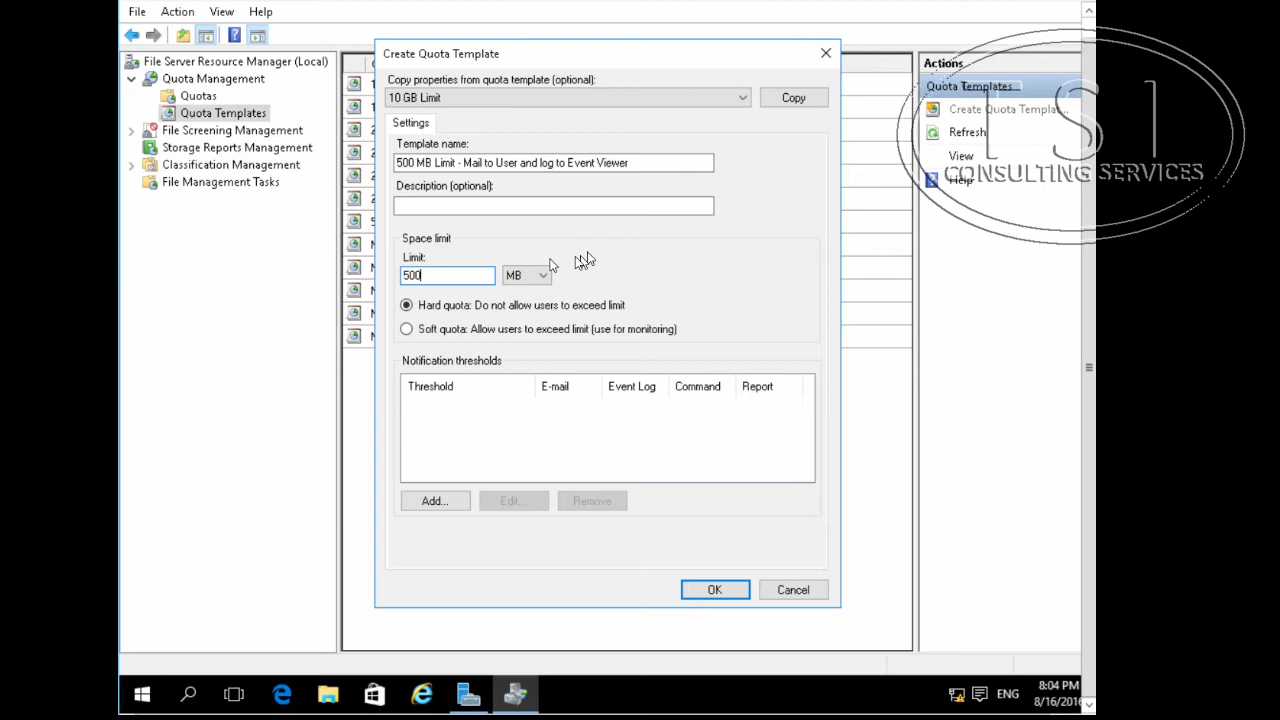 File Action View Help
File Server Resource Manager (Local)
Quota Management
Quotas
Quota Templates
File Screening Management
Storage Reports Management
Classification Management
File Management Tasks
Create Quota Template
Copy properties from quota template (optional):
10 GB Limit
Copy
Settings
Template name:
500 MB Limit - Mail to User and log to Event Viewer
Description (optional):
Space limit
Limit:
500
MB
Hard quota: Do not allow users to exceed limit
Soft quota: Allow users to exceed limit (use for monitoring)
Notification thresholds
Threshold E-mail Event Log Command Report
Add... Edit... Remove
OK Cancel
Actions
Quota Templates
Create Quota Templat...
Refresh
View
Help
CONSULTING SERVICES
ENG
8:04 PM